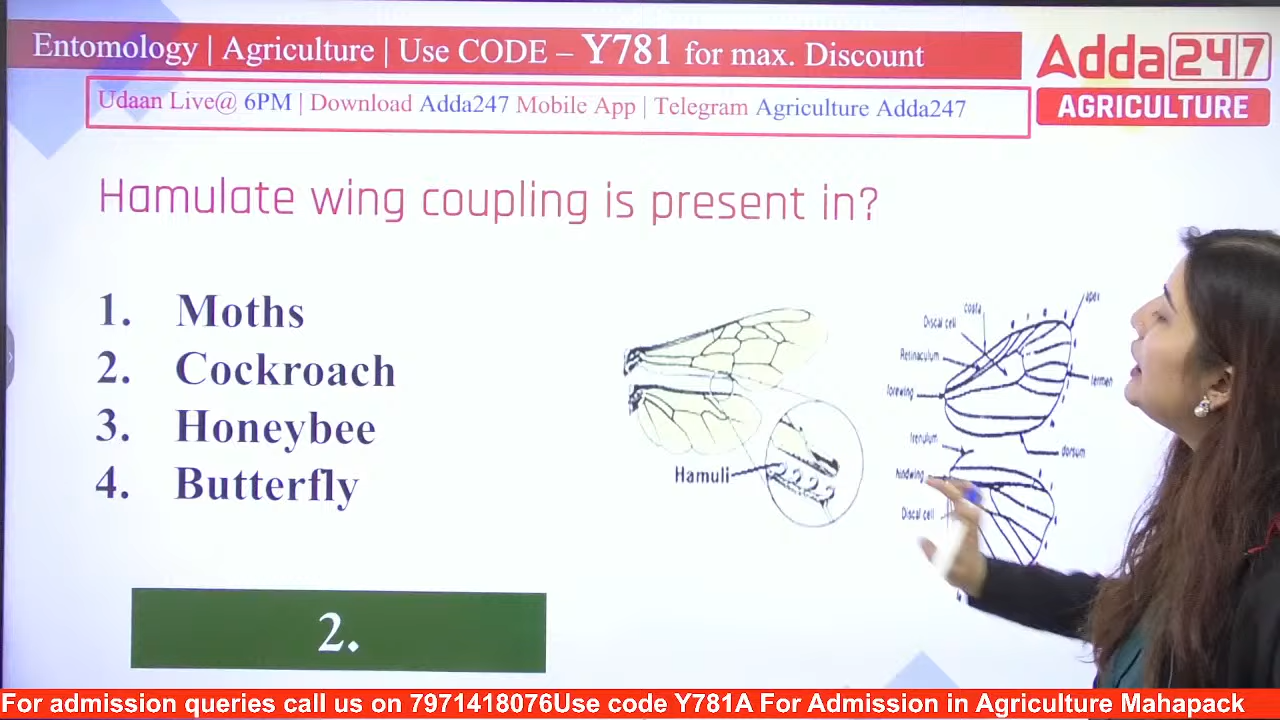 Entomology | Agriculture | Use CODE – Y781 for max. Discount
Adda247
AGRICULTURE
Udaan Live@ 6PM | Download Adda247 Mobile App | Telegram Agriculture Adda247
Hamulate wing coupling is present in?
1. Moths
2. Cockroach
3. Honeybee
4. Butterfly
Hamuli
costa
apex
Discal cell
Retinaculum
forewing
termen
frenulum
dorsum
hindwing
Discal cell
2.
For admission queries call us on 7971418076Use code Y781A For Admission in Agriculture Mahapack